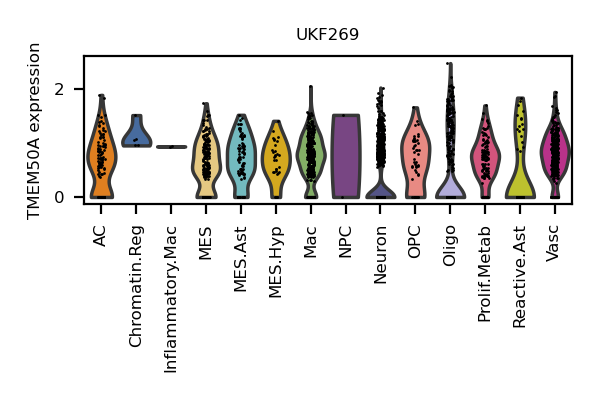 UKF269
TMEM50A expression
2
0
AC
Chromatin.Reg
Inflammatory.Mac
MES
MES.Ast
MES.Hyp
Mac
NPC
Neuron
OPC
Oligo
Prolif.Metab
Reactive.Ast
Vasc